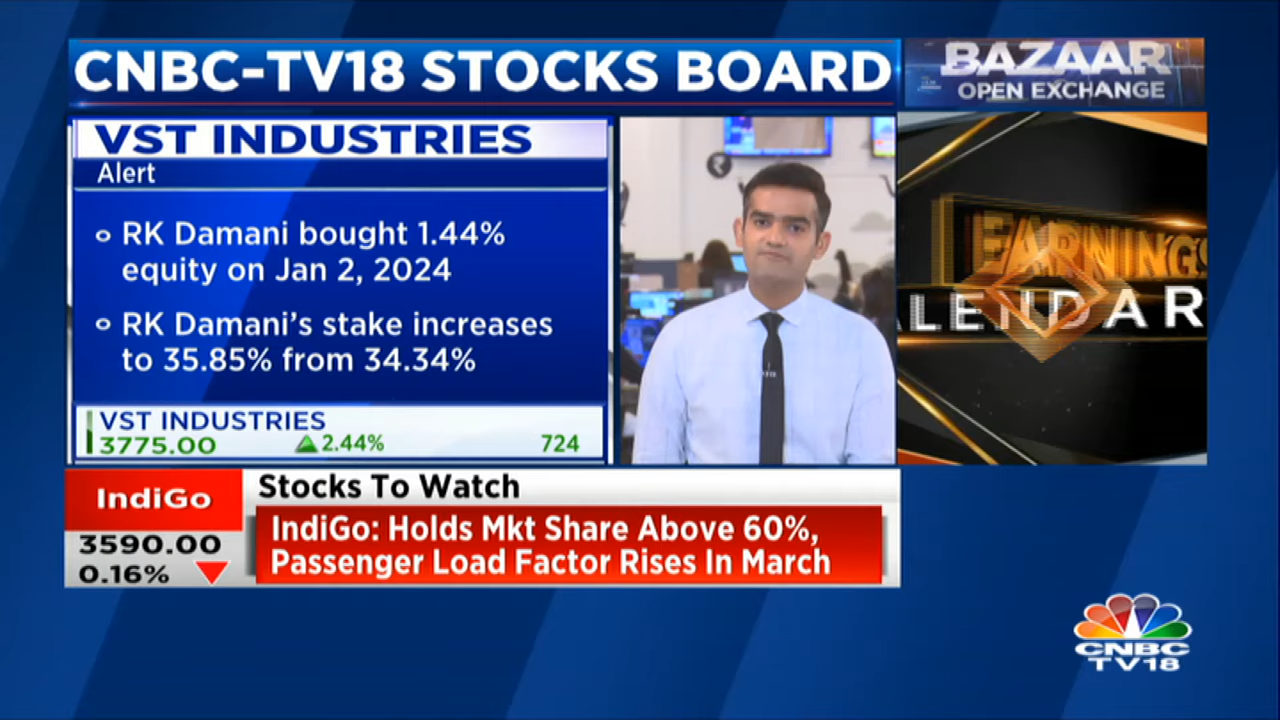 CNBC-TV18 STOCKS BOARD
BAZAAR
OPEN EXCHANGE
VST INDUSTRIES
Alert
RK Damani bought 1.44%
equity on Jan 2, 2024
RK Damani's stake increases
to 35.85% from 34.34%
VST INDUSTRIES
3775.00 2.44% 724
EARNINGS
LENDAR
IndiGo
3590.00
0.16%
Stocks To Watch
IndiGo: Holds Mkt Share Above 60%,
Passenger Load Factor Rises In March
CNBC
TV18